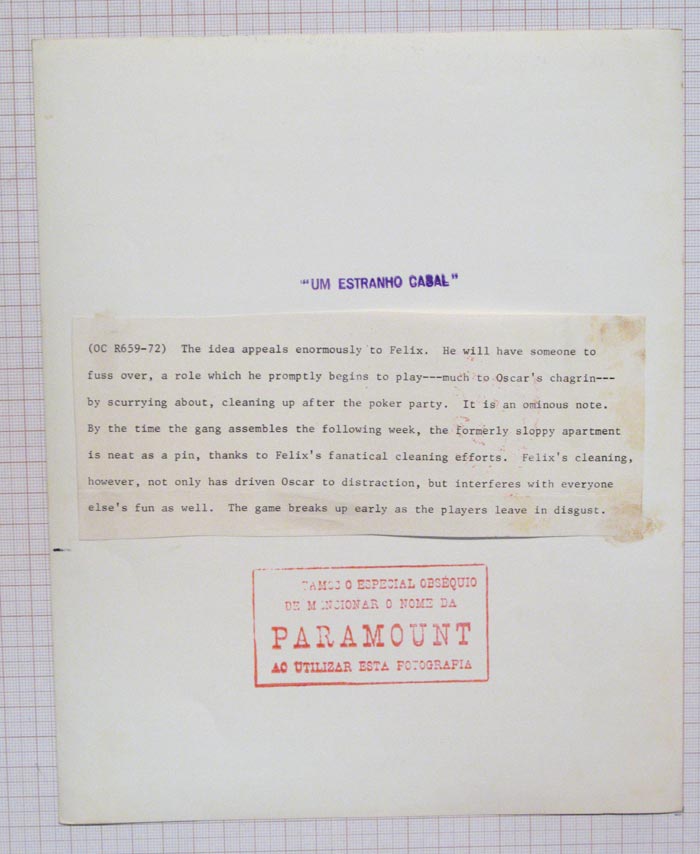 "UM ESTRANHO CASAL"
(OC R659-72) The idea appeals enormously to Felix. He will have someone to
fuss over, a role which he promptly begins to play---much to Oscar's chagrin---
by scurrying about, cleaning up after the poker party. It is an ominous note.
By the time the gang assembles the following week, the formerly sloppy apartment
is neat as a pin, thanks to Felix's fanatical cleaning efforts. Felix's cleaning,
however, not only has driven Oscar to distraction, but interferes with everyone
else's fun as well. The game breaks up early as the players leave in disgust.
O ESPECIAL OBSÉQUIO
DE MENCIONAR O NOME DA
PARAMOUNT
AO UTILIZAR ESTA FOTOGRAFIA